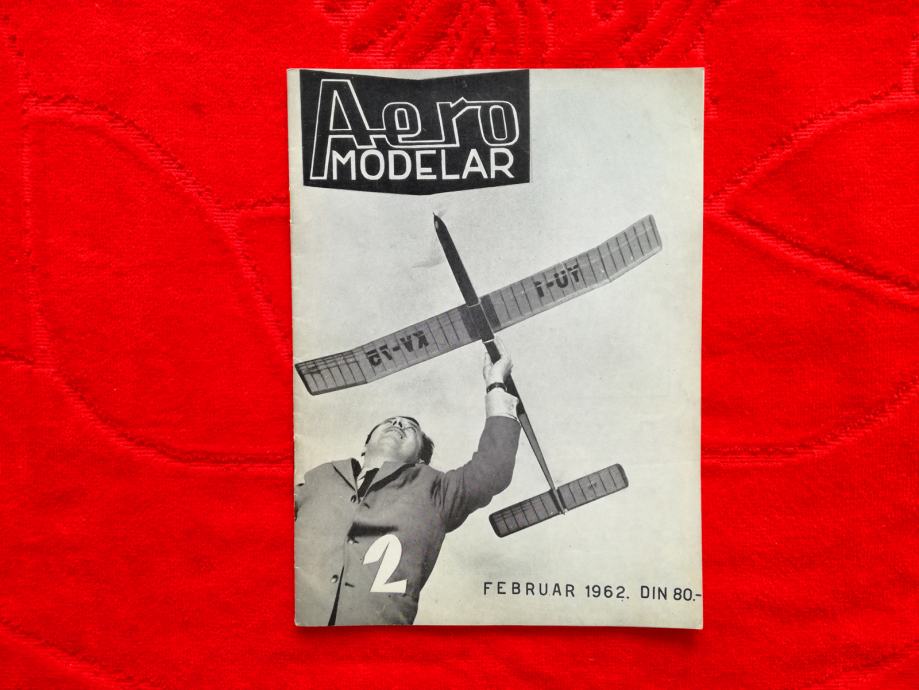 Aero
MODELAR
2
FEBRUAR 1962. DIN 80.-